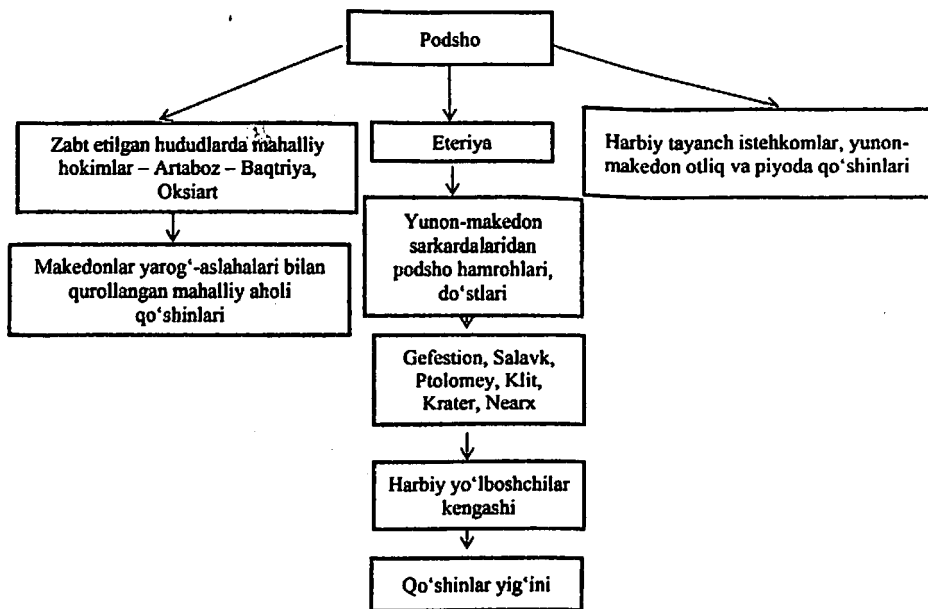 Podsho
Zabt etilgan hududlarda mahalliy
hokimlar – Artaboz – Baqtriya,
Oksiart
Makedonlar yarog‘-aslahalari bilan
qurollangan mahalliy aholi
qo‘shinlari
Eteriya
Yunon-makedon
sarkardalaridan
podsho hamrohlari,
do‘stlari
Gefestion, Salavk,
Ptolomey, Klit,
Krater, Nearx
Harbiy yo‘lboshchilar
kengashi
Qo‘shinlar yig‘ini
Harbiy tayanch istehkomlar, yunon-
makedon otliq va piyoda qo‘shinlari